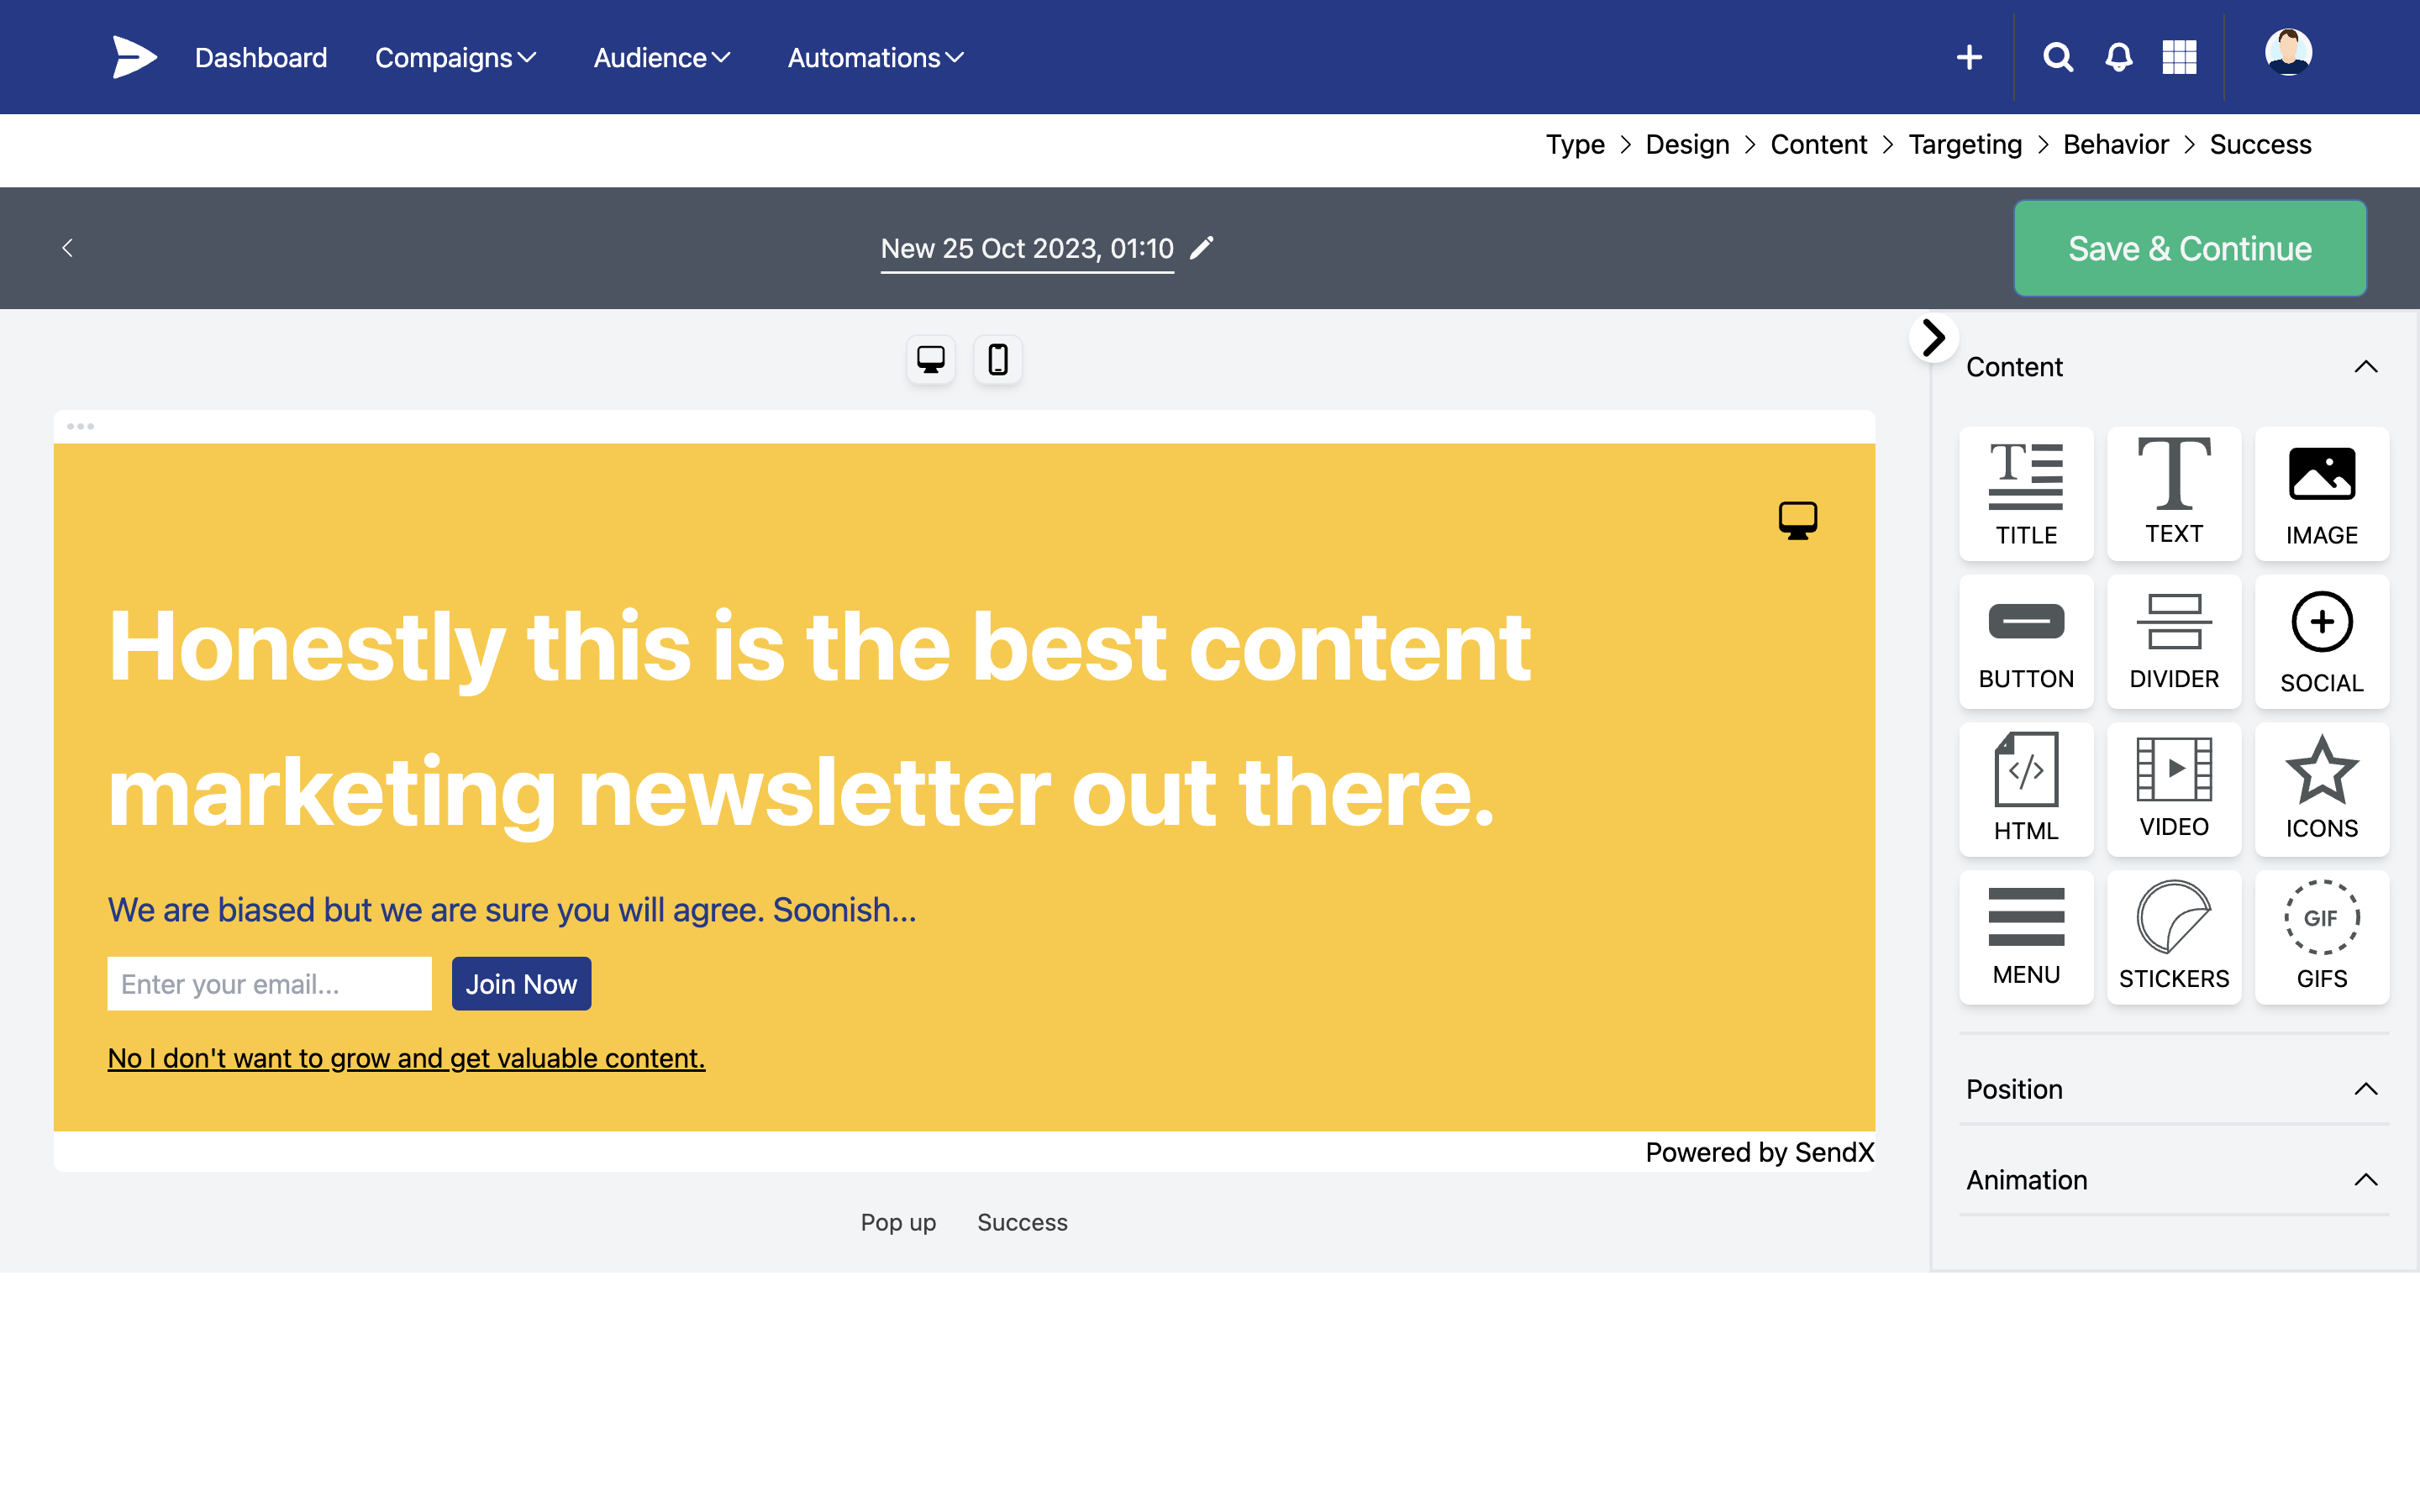 Dashboard Compaigns Audience Automations
Type > Design > Content > Targeting > Behavior > Success
New 25 Oct 2023, 01:10
Save & Continue
Content
TITLE TEXT IMAGE
BUTTON DIVIDER SOCIAL
HTML VIDEO ICONS
GIF
MENU STICKERS GIFS
Position
Animation
Honestly this is the best content
marketing newsletter out there.
We are biased but we are sure you will agree. Soonish...
Enter your email... Join Now
No I don't want to grow and get valuable content.
Powered by SendX
Pop up Success